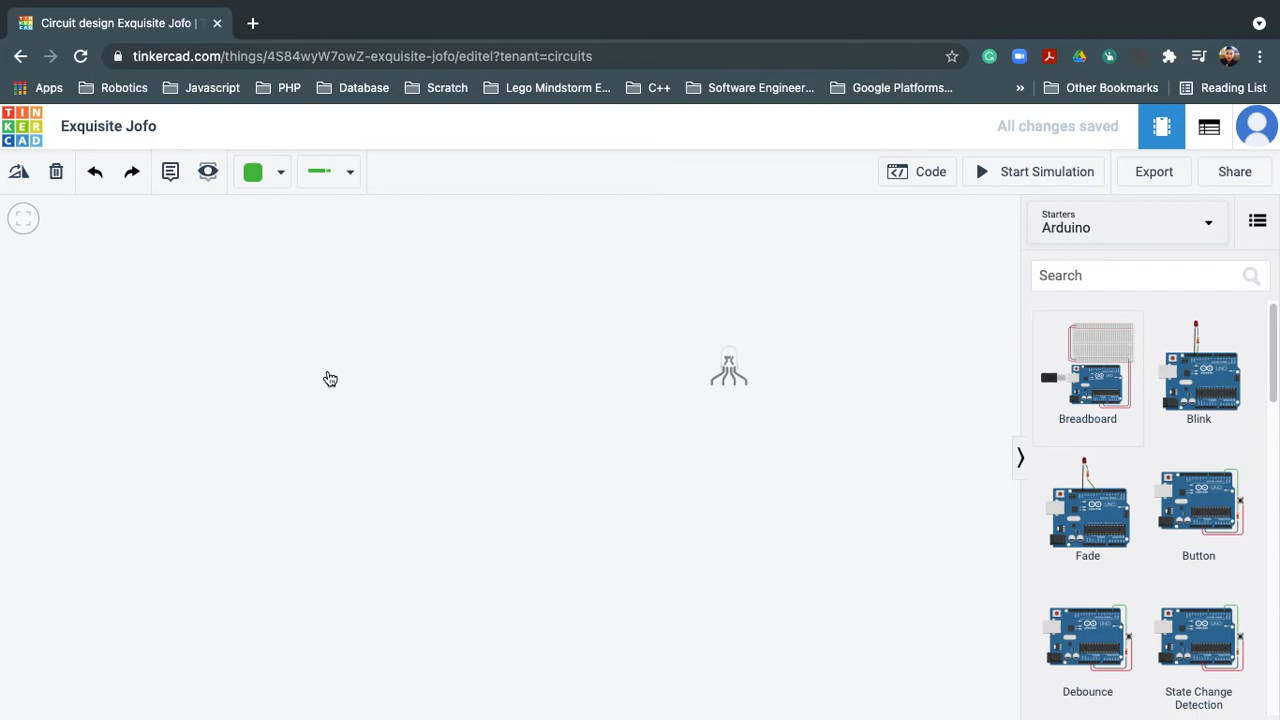 Circuit design Exquisite Jofo |
tinkercad.com/things/4S84wyW7owZ-exquisite-jofo/editel?tenant=circuits
Apps
Robotics
Javascript
PHP
Database
Scratch
Lego Mindstorm E...
C++
Software Engineer...
Google Platforms...
»
Other Bookmarks
Reading List
TIN
KER
CAD
Exquisite Jofo
All changes saved
Code
Start Simulation
Export
Share
Starters
Arduino
Search
Breadboard
Blink
Fade
Button
Debounce
State Change
Detection